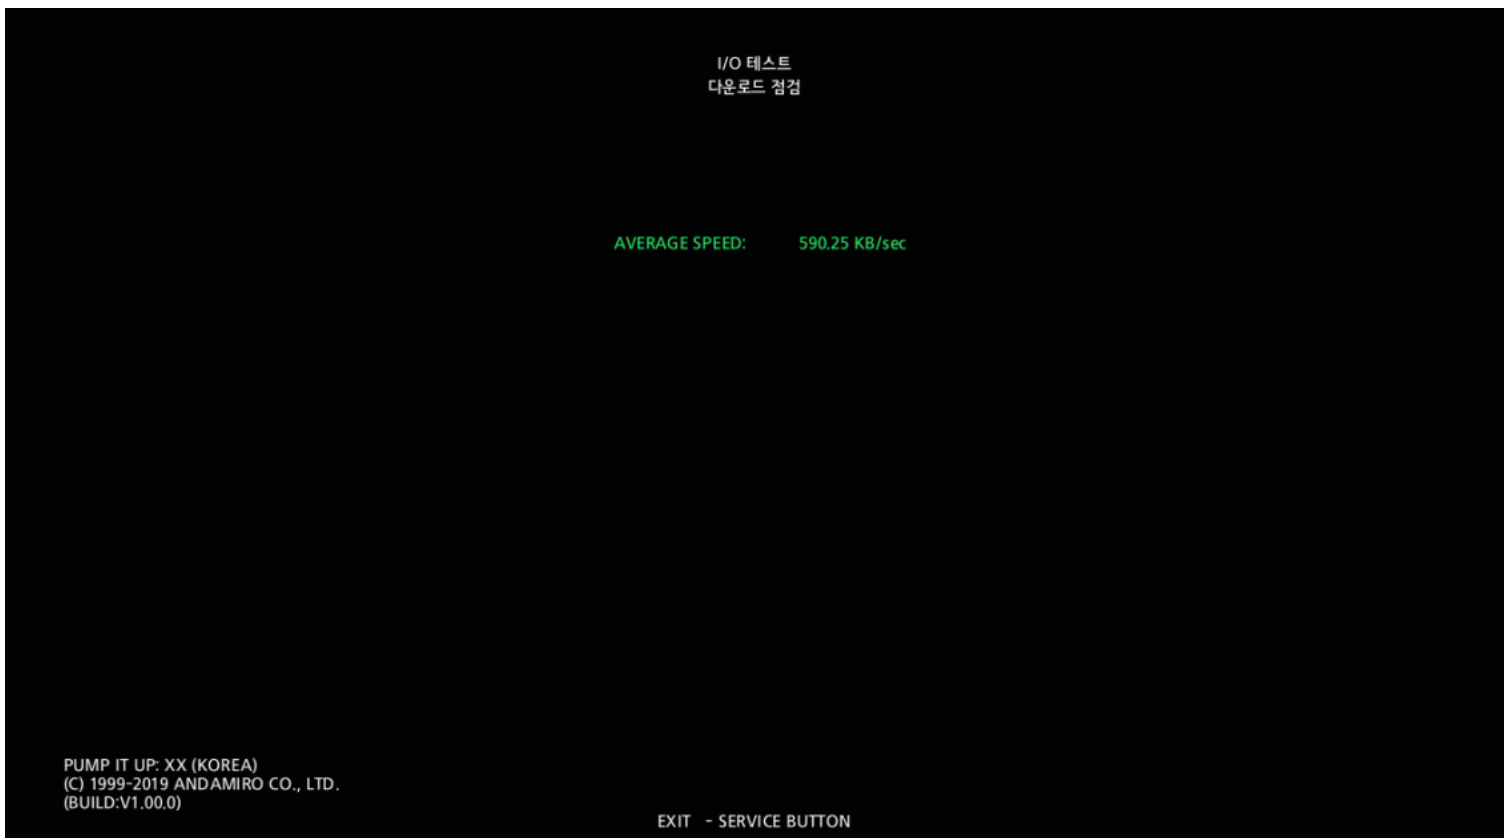 I/O 테스트
다운로드 점검
AVERAGE SPEED: 590.25 KB/sec
PUMP IT UP: XX (KOREA)
(C) 1999-2019 ANDAMIRO CO., LTD.
(BUILD:V1.00.0)
EXIT - SERVICE BUTTON